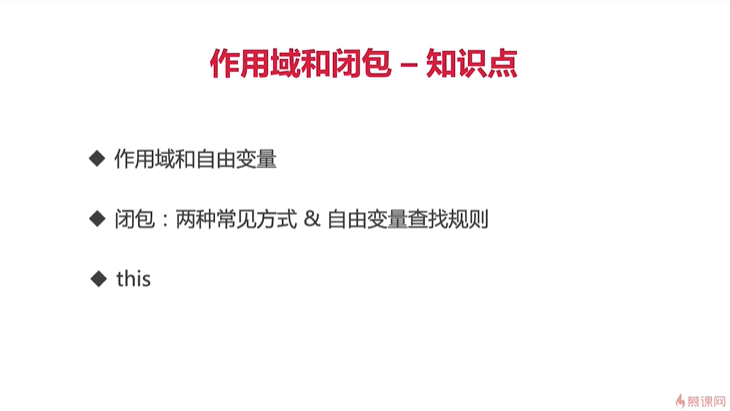 作用域和闭包 – 知识点
◆ 作用域和自由变量
◆ 闭包：两种常见方式 & 自由变量查找规则
◆ this
慕课网